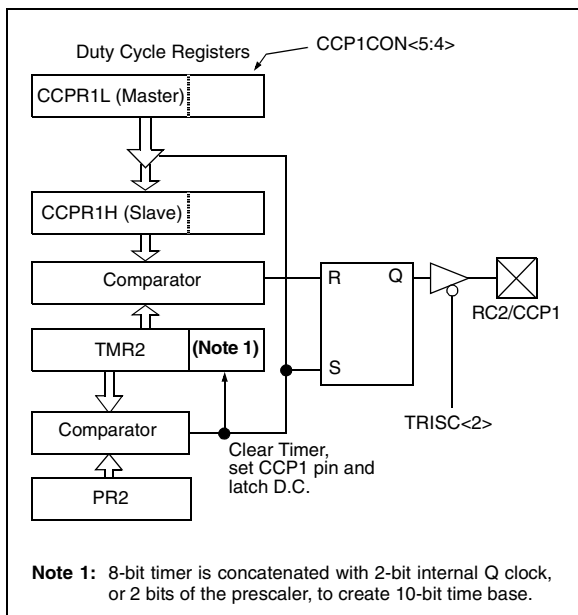 Duty Cycle Registers
CCP1CON<5:4>
CCPR1L (Master)
CCPR1H (Slave)
Comparator
R
Q
RC2/CCP1
TMR2
(Note 1)
S
TRISC<2>
Comparator
Clear Timer,
set CCP1 pin and
latch D.C.
PR2
Note 1: 8-bit timer is concatenated with 2-bit internal Q clock,
or 2 bits of the prescaler, to create 10-bit time base.